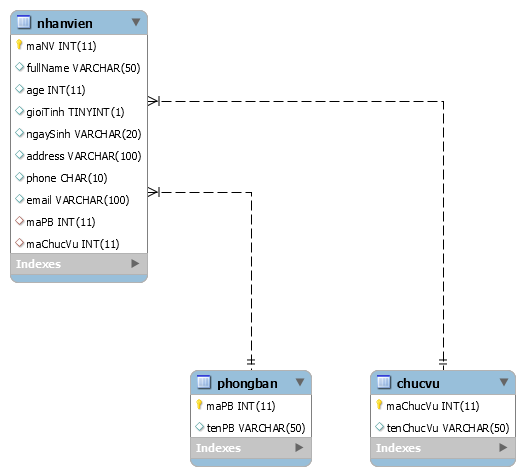 nhanvien
maNV INT(11)
fullName VARCHAR(50)
age INT(11)
gioiTinh TINYINT(1)
ngaySinh VARCHAR(20)
address VARCHAR(100)
phone CHAR(10)
email VARCHAR(100)
maPB INT(11)
maChucVu INT(11)
Indexes
phongban
maPB INT(11)
tenPB VARCHAR(50)
Indexes
chucvu
maChucVu INT(11)
tenChucVu VARCHAR(50)
Indexes